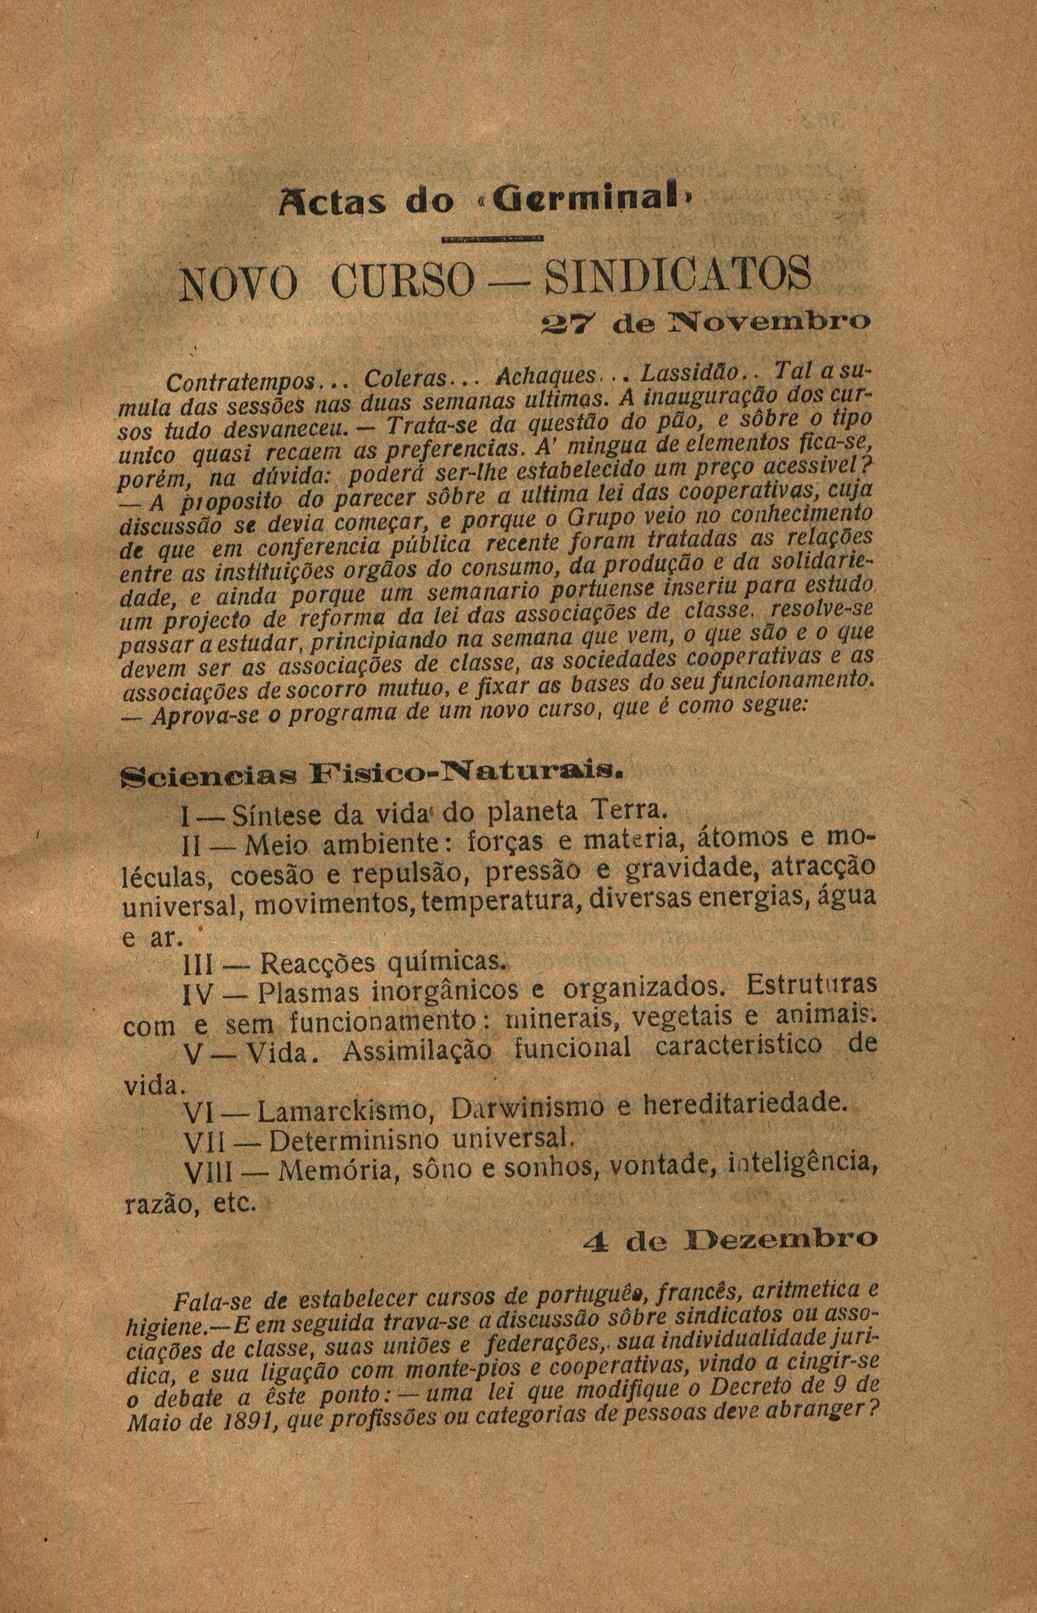 Actas do «Germinal»
NOVO CURSO — SINDICATOS
27 de Novembro
Contratempos... Coleras... Achaques... Lassidão.. Tal a su-
mula das sessões nas duas semanas ultimas. A inauguração dos cur-
sos tudo desvaneceu. — Trata-se da questão do pão, e sôbre o tipo
unico quasi recaem as preferencias. A' mingua de elementos fica-se,
porém, na dúvida: poderá ser-lhe estabelecido um preço acessivel?
— A proposito do parecer sôbre a ultima lei das cooperativas, cuja
discussão se devia começar, e porque o Grupo veio no conhecimento
de que em conferencia pública recente foram tratadas as relações
entre as instituições orgãos do consumo, da produção e da solidarie-
dade, e ainda porque um semanario portuense inseriu para estudo
um projecto de reforma da lei das associações de classe, resolve-se
passar a estudar, principiando na semana que vem, o que são e o que
devem ser as associações de classe, as sociedades cooperativas e as
associações de socorro mutuo, e fixar as bases do seu funcionamento.
— Aprova-se o programa de um novo curso, que é como segue:
Sciencias Fisico-Naturais.
I — Síntese da vida do planeta Terra.
II — Meio ambiente: forças e materia, átomos e mo-
léculas, coesão e repulsão, pressão e gravidade, atracção
universal, movimentos, temperatura, diversas energias, água
e ar.
III — Reacções químicas.
IV — Plasmas inorgânicos e organizados. Estruturas
com e sem funcionamento: minerais, vegetais e animais.
V — Vida. Assimilação funcional caracteristico de
vida.
VI — Lamarckismo, Darwinismo e hereditariedade.
VII — Determinisno universal.
VIII — Memória, sôno e sonhos, vontade, inteligência,
razão, etc.
4 de Dezembro
Fala-se de estabelecer cursos de português, francês, aritmetica e
higiene.—E em seguida trava-se a discussão sôbre sindicatos ou asso-
ciações de classe, suas uniões e federações, sua individualidade juri-
dica, e sua ligação com monte-pios e cooperativas, vindo a cingir-se
o debate a êste ponto: — uma lei que modifique o Decreto de 9 de
Maio de 1891, que profissões ou categorias de pessoas deve abranger?